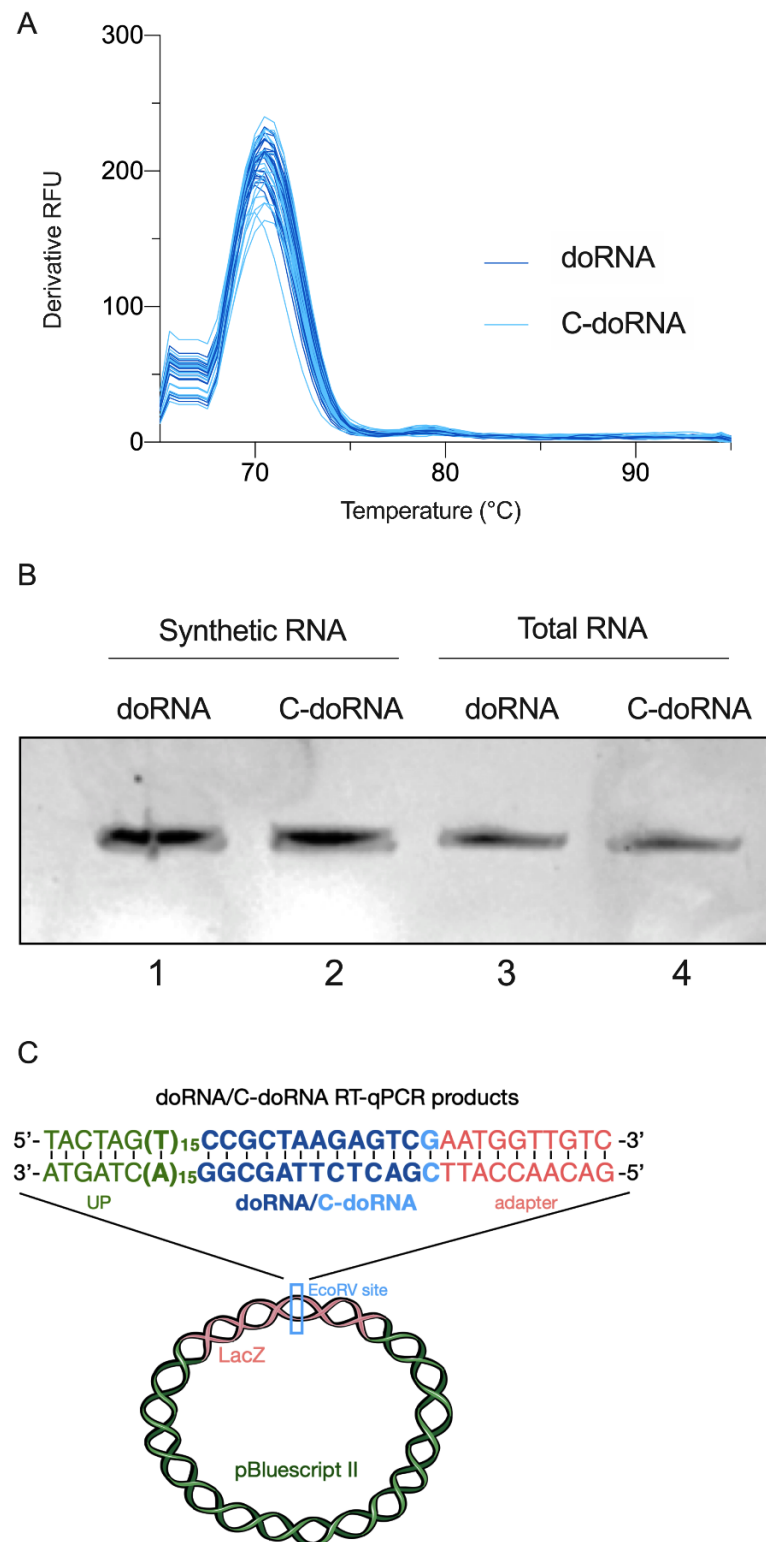 A
300
200
100
0
Derivative RFU
doRNA
C-doRNA
70 80 90
Temperature (°C)
B
Synthetic RNA Total RNA
doRNA C-doRNA doRNA C-doRNA
1 2 3 4
C
doRNA/C-doRNA RT-qPCR products
5’-TACTAG(T)15CCGCTAAGAGTCGAATGGTTGTC-3’
3’-ATGATC(A)15GGCGATTCTCAGCTTACCAACAG-5’
UP doRNA/C-doRNA adapter
EcoRV site
LacZ
pBluescript II